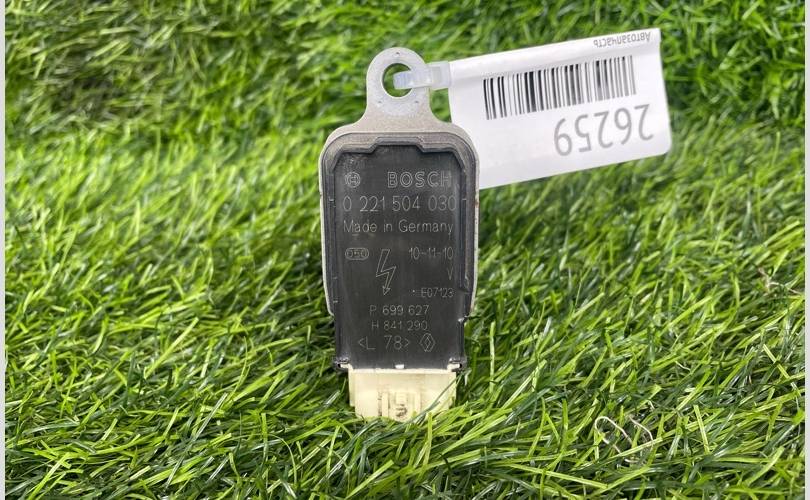 BOSCH
0 221 504 030
Made in Germany
050 10-11-10
V
E07123
P 699 627
H 841 290
<L 78>
Автозапчасть
26259